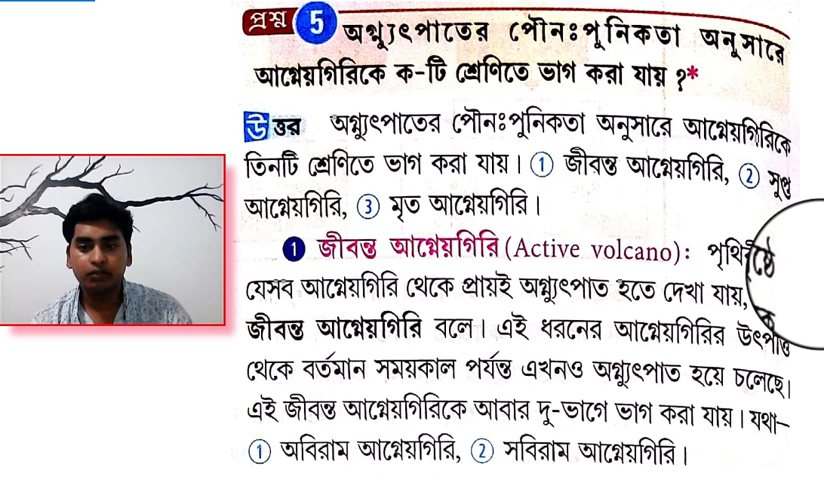 প্রশ্ন 5 অগ্ন্যুৎপাতের পৌনঃপুনিকতা অনুসারে
আগ্নেয়গিরিকে ক-টি শ্রেণিতে ভাগ করা যায় ?*
উত্তর অগ্ন্যুৎপাতের পৌনঃপুনিকতা অনুসারে আগ্নেয়গিরিকে
তিনটি শ্রেণিতে ভাগ করা যায়। ① জীবন্ত আগ্নেয়গিরি, ② সুপ্ত
আগ্নেয়গিরি, ③ মৃত আগ্নেয়গিরি।
❶ জীবন্ত আগ্নেয়গিরি (Active volcano):
যেসব আগ্নেয়গিরি থেকে প্রায়ই অগ্ন্যুৎপাত হতে দেখা যায়,
জীবন্ত আগ্নেয়গিরি বলে। এই ধরনের আগ্নেয়গিরির
থেকে বর্তমান সময়কাল পর্যন্ত এখনও অগ্ন্যুৎপাত হয়ে চলেছে।
এই জীবন্ত আগ্নেয়গিরিকে আবার দু-ভাগে ভাগ করা যায়। যথা–
① অবিরাম আগ্নেয়গিরি, ② সবিরাম আগ্নেয়গিরি।